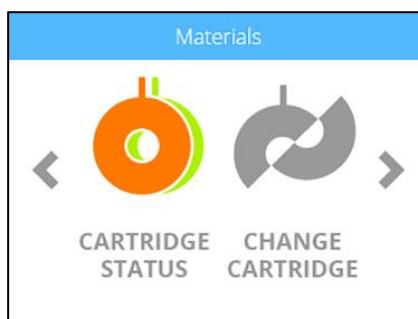 Materials
CARTRIDGE
STATUS
CHANGE
CARTRIDGE